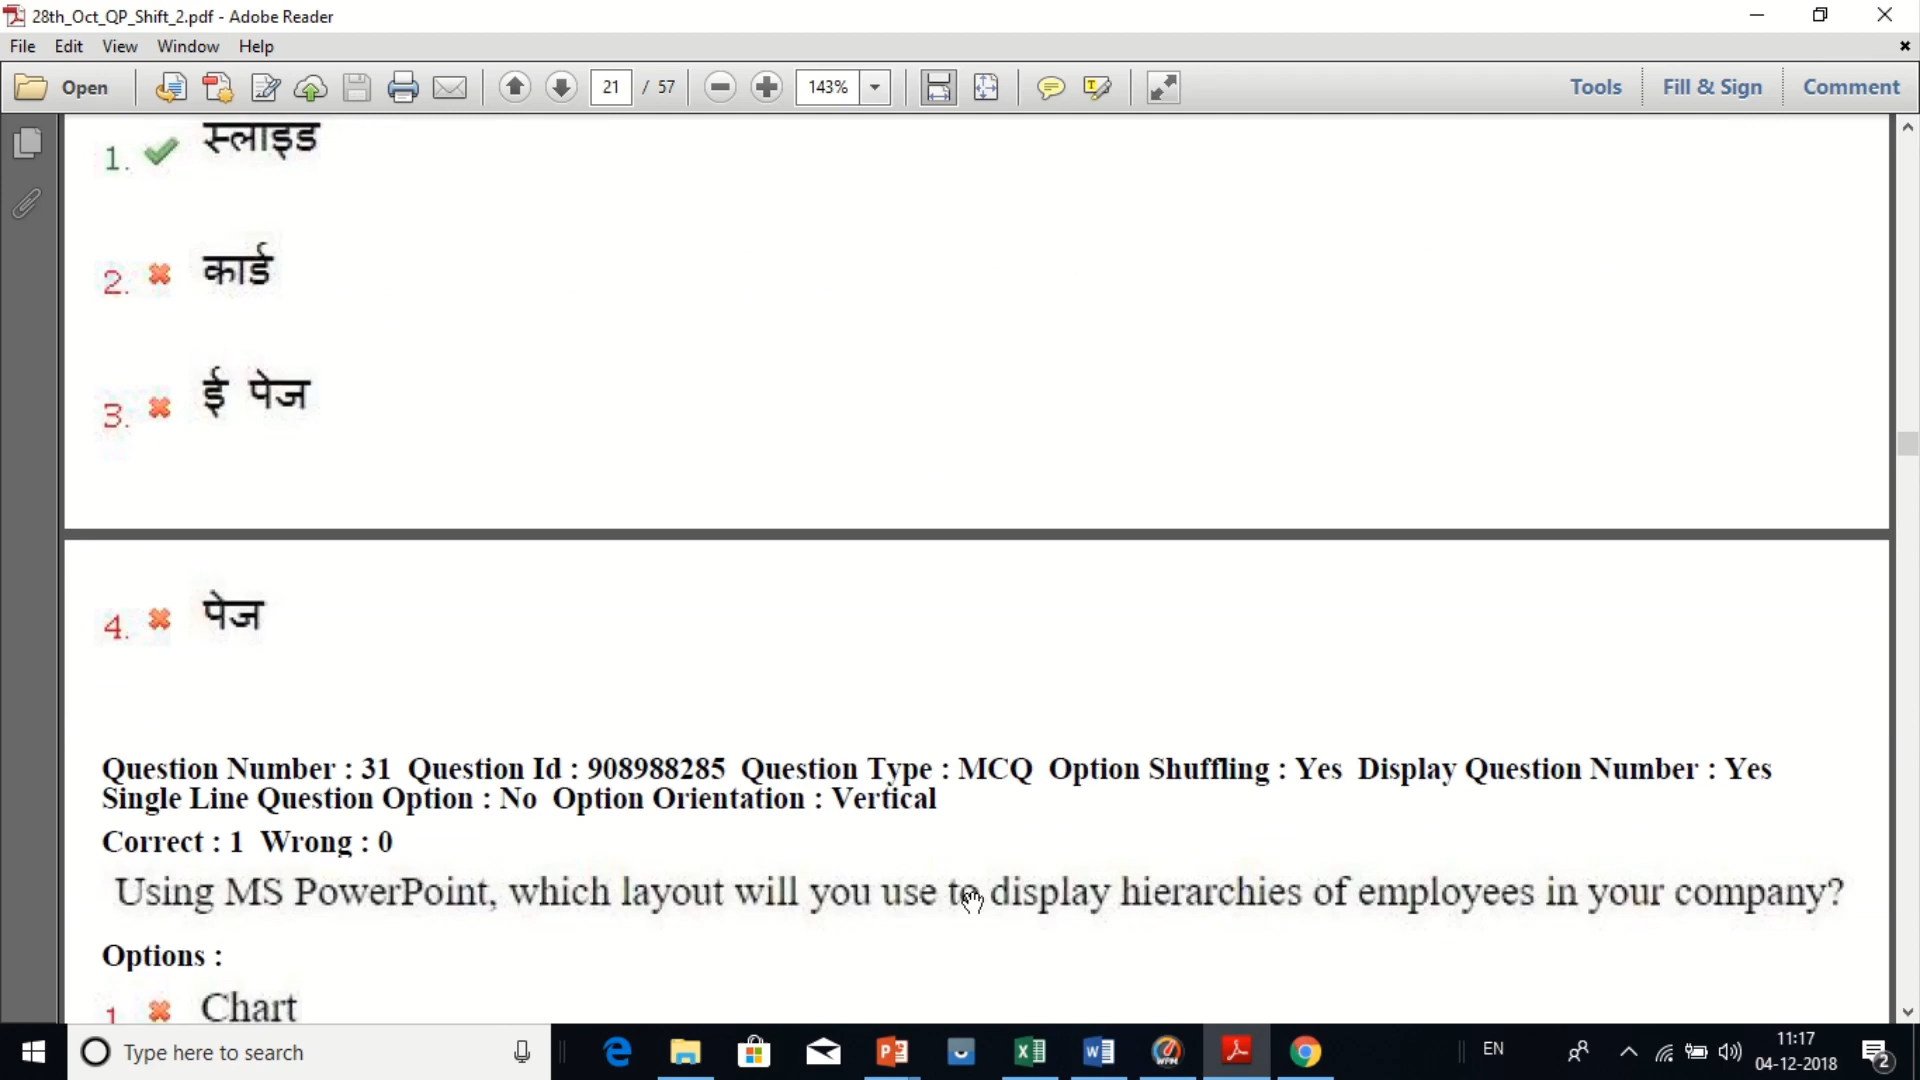 28th_Oct_QP_Shift_2.pdf - Adobe Reader
File Edit View Window Help
Open 21 / 57 143% Tools Fill & Sign Comment
1. स्लाइड
2. कार्ड
3. ई पेज
4. पेज
Question Number : 31 Question Id : 908988285 Question Type : MCQ Option Shuffling : Yes Display Question Number : Yes
Single Line Question Option : No Option Orientation : Vertical
Correct : 1 Wrong : 0
Using MS PowerPoint, which layout will you use to display hierarchies of employees in your company?
Options :
1. Chart
Type here to search
EN
11:17
04-12-2018
2